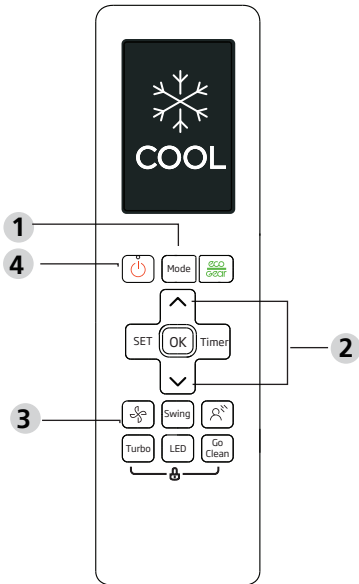 COOL
1
4
Mode
eco
Gear
SET
OK
Timer
2
3
Swing
Turbo
LED
Go
Clean